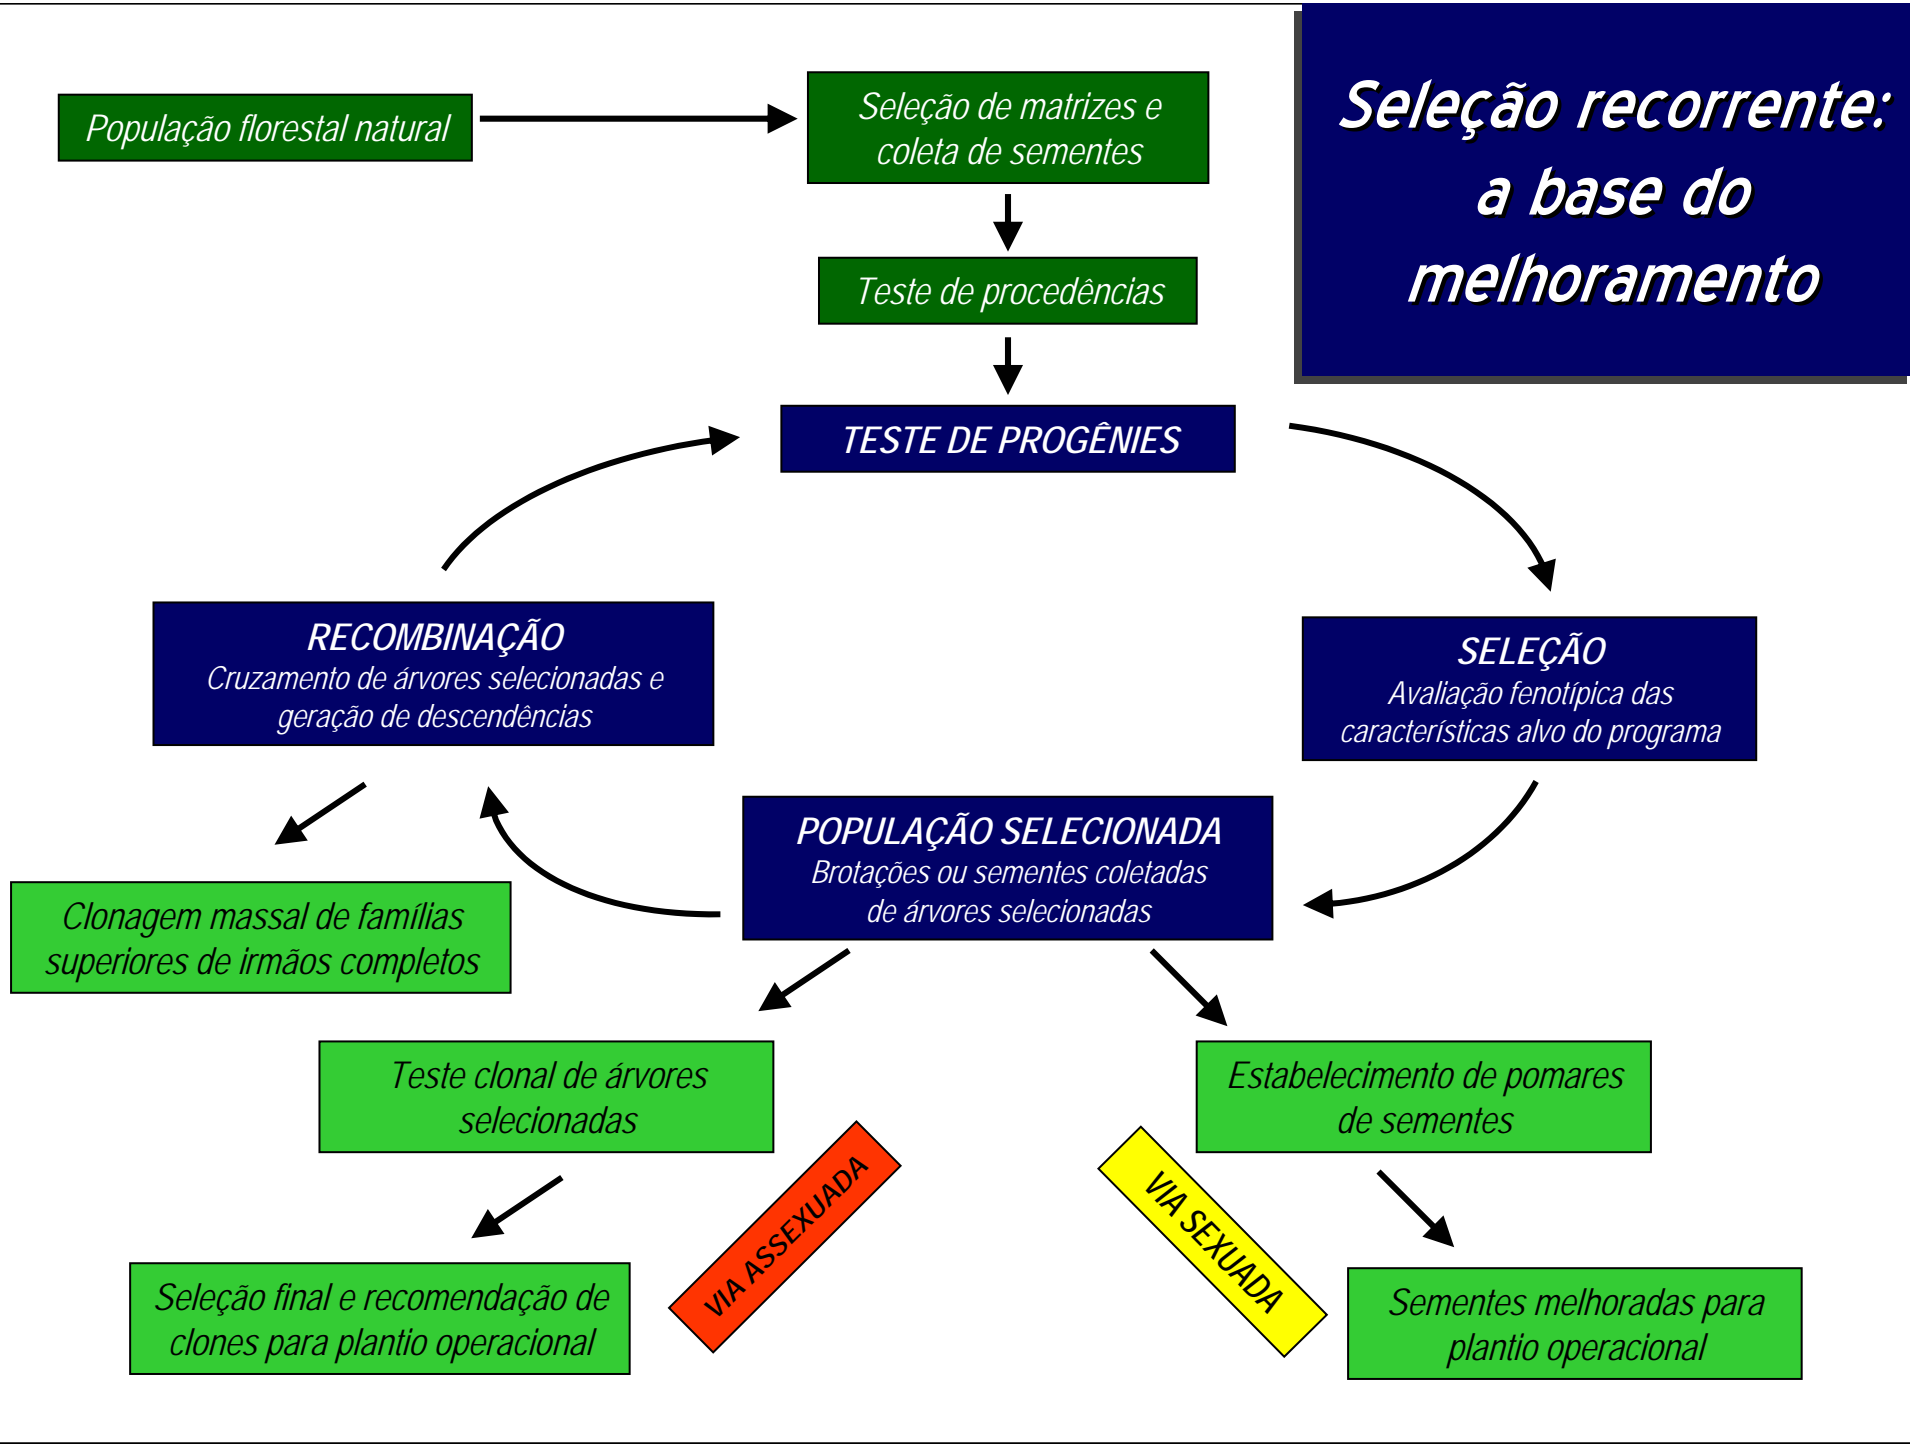 Seleção recorrente:
a base do
melhoramento
População florestal natural
Seleção de matrizes e
coleta de sementes
Teste de procedências
TESTE DE PROGÊNIES
RECOMBINAÇÃO
Cruzamento de árvores selecionadas e
geração de descendências
SELEÇÃO
Avaliação fenotípica das
características alvo do programa
POPULAÇÃO SELECIONADA
Brotações ou sementes coletadas
de árvores selecionadas
Clonagem massal de famílias
superiores de irmãos completos
Teste clonal de árvores
selecionadas
Estabelecimento de pomares
de sementes
VIA ASSEXUADA
VIA SEXUADA
Seleção final e recomendação de
clones para plantio operacional
Sementes melhoradas para
plantio operacional